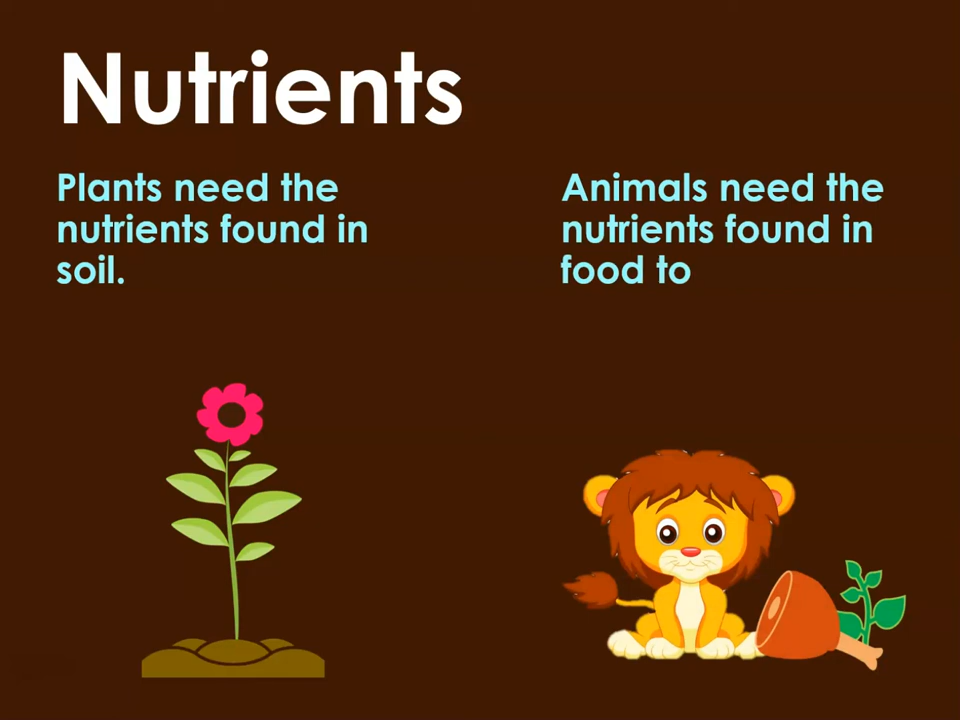 Nutrients
Plants need the
nutrients found in
soil.
Animals need the
nutrients found in
food to